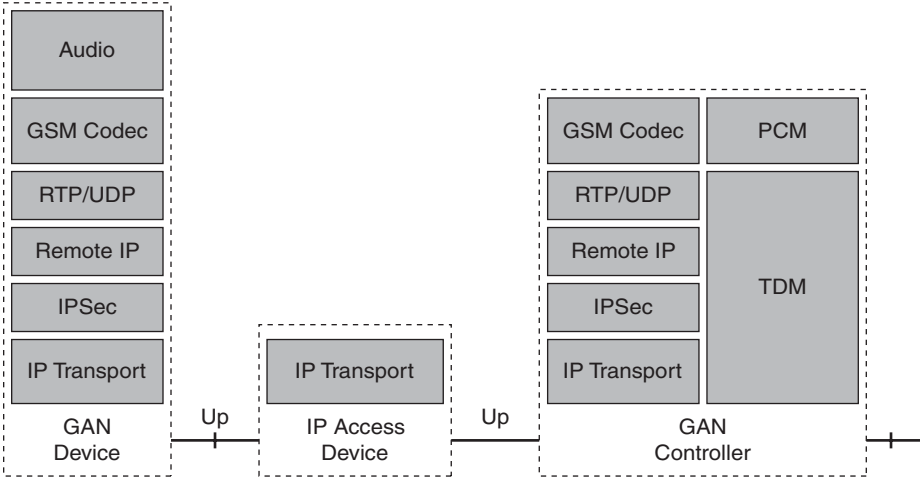 Audio
GSM Codec
RTP/UDP
Remote IP
IPSec
IP Transport
GAN
Device
Up
IP Transport
IP Access
Device
Up
GSM Codec
PCM
RTP/UDP
Remote IP
IPSec
IP Transport
TDM
GAN
Controller